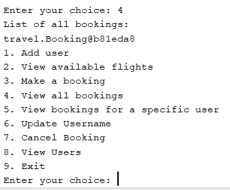 Enter your choice: 4
List of all bookings:
travel.Booking@b81eda8
1. Add user
2. View available flights
3. Make a booking
4. View all bookings
5. View bookings for a specific user
6. Update Username
7. Cancel Booking
8. View Users
9. Exit
Enter your choice: